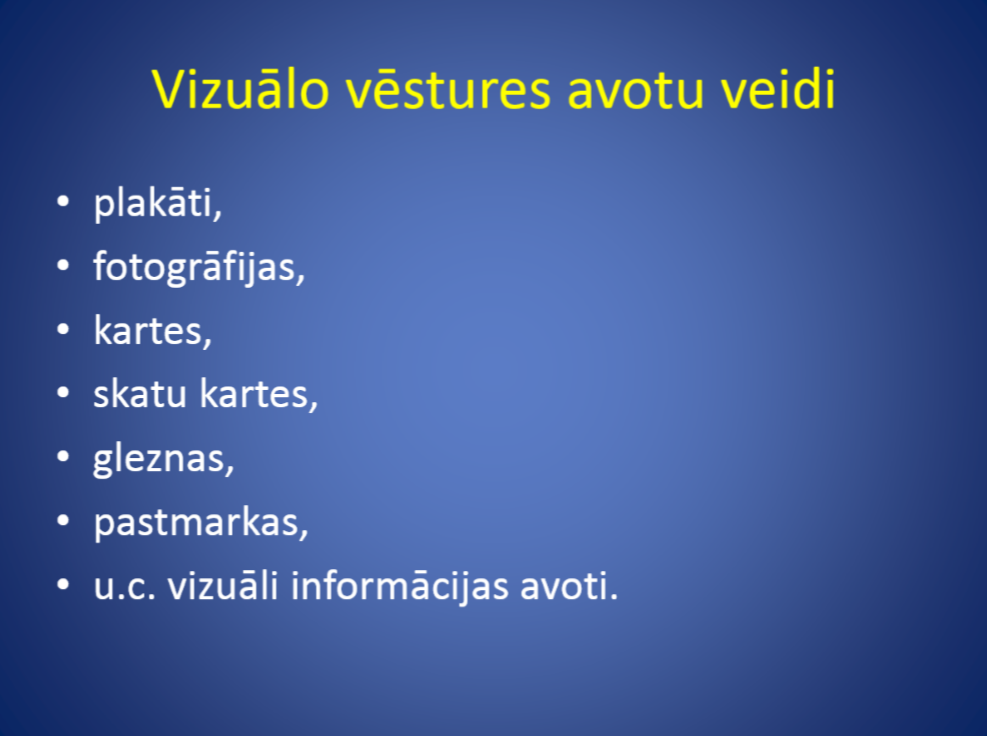 Vizuālo vēstures avotu veidi
• plakāti,
• fotogrāfijas,
• kartes,
• skatu kartes,
• gleznas,
• pastmarkas,
• u.c. vizuāli informācijas avoti.